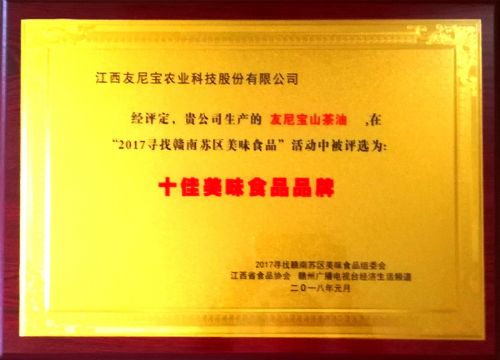 江西友尼宝农业科技股份有限公司
经评定，贵公司生产的 友尼宝山茶油 ,在
“2017寻找赣南苏区美味食品”活动中被评选为:
十佳美味食品品牌
2017寻找赣南苏区美味食品组委会
江西省食品协会 赣州广播电视台经济生活频道
二〇一八年元月